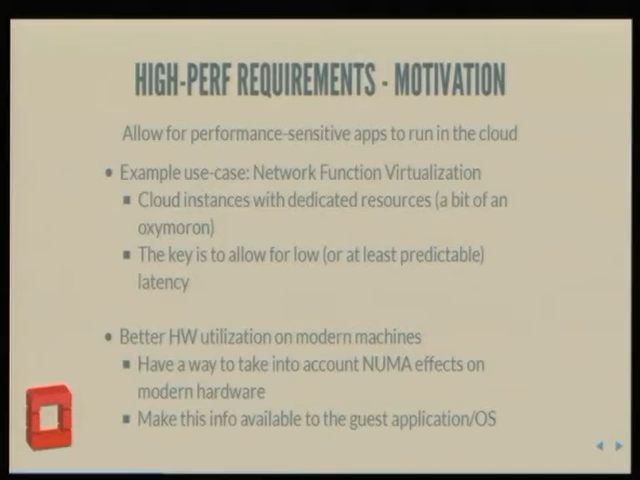 HIGH-PERF REQUIREMENTS - MOTIVATION
Allow for performance-sensitive apps to run in the cloud
• Example use-case: Network Function Virtualization
▪ Cloud instances with dedicated resources (a bit of an
oxymoron)
▪ The key is to allow for low (or at least predictable)
latency
• Better HW utilization on modern machines
▪ Have a way to take into account NUMA effects on
modern hardware
▪ Make this info available to the guest application/OS